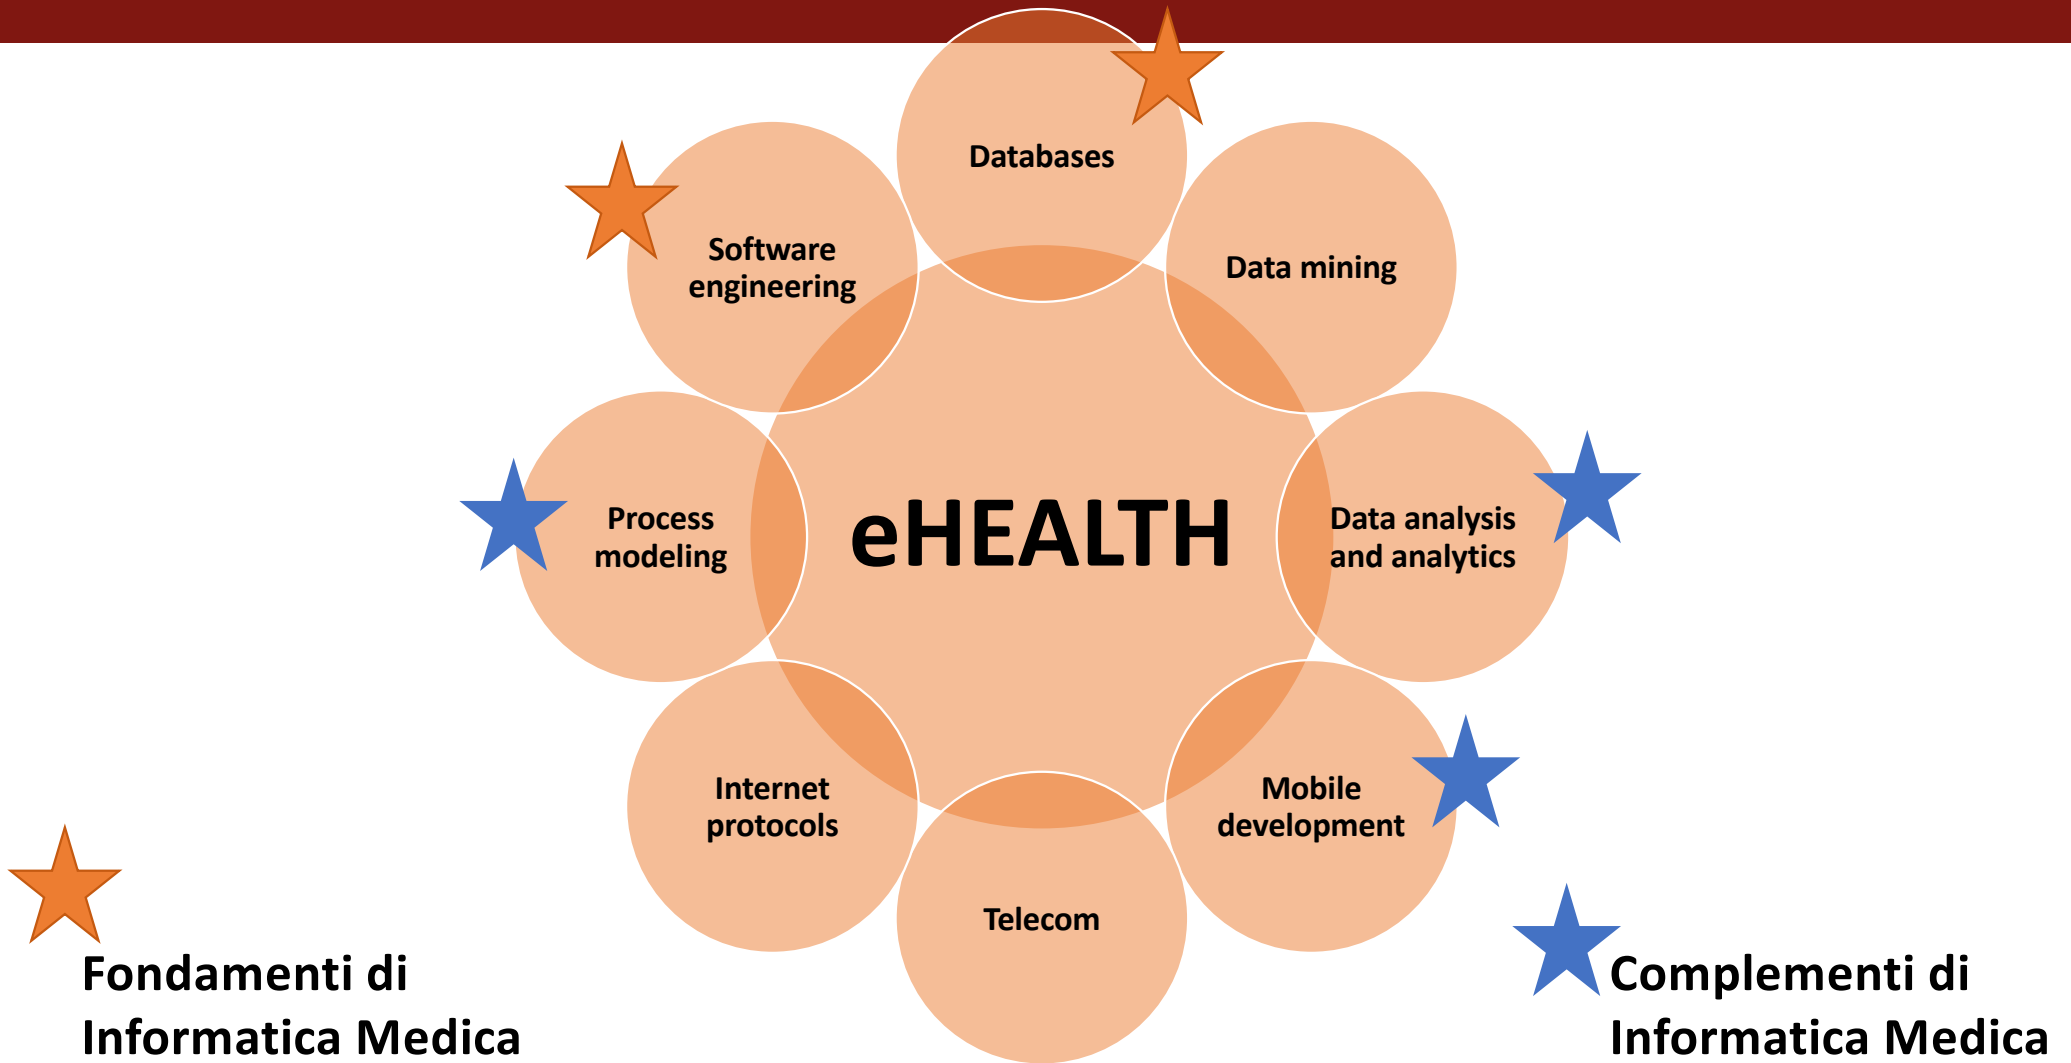 Databases
Software
engineering
Data mining
eHEALTH
Process
modeling
Data analysis
and analytics
Internet
protocols
Mobile
development
Telecom
Fondamenti di
Informatica Medica
Complementi di
Informatica Medica